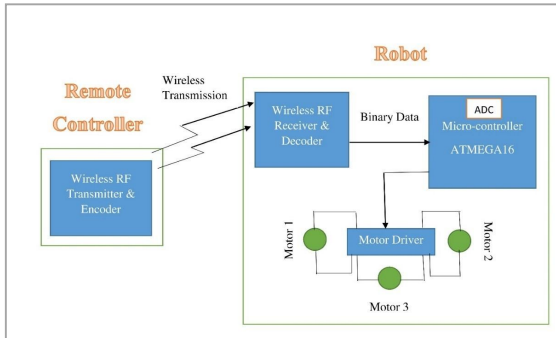 Robot
Remote
Controller
Wireless
Transmission
Wireless RF
Transmitter &
Encoder
Wireless RF
Receiver &
Decoder
Binary Data
ADC
Micro-controller
ATMEGA16
Motor 1
Motor Driver
Motor 2
Motor 3